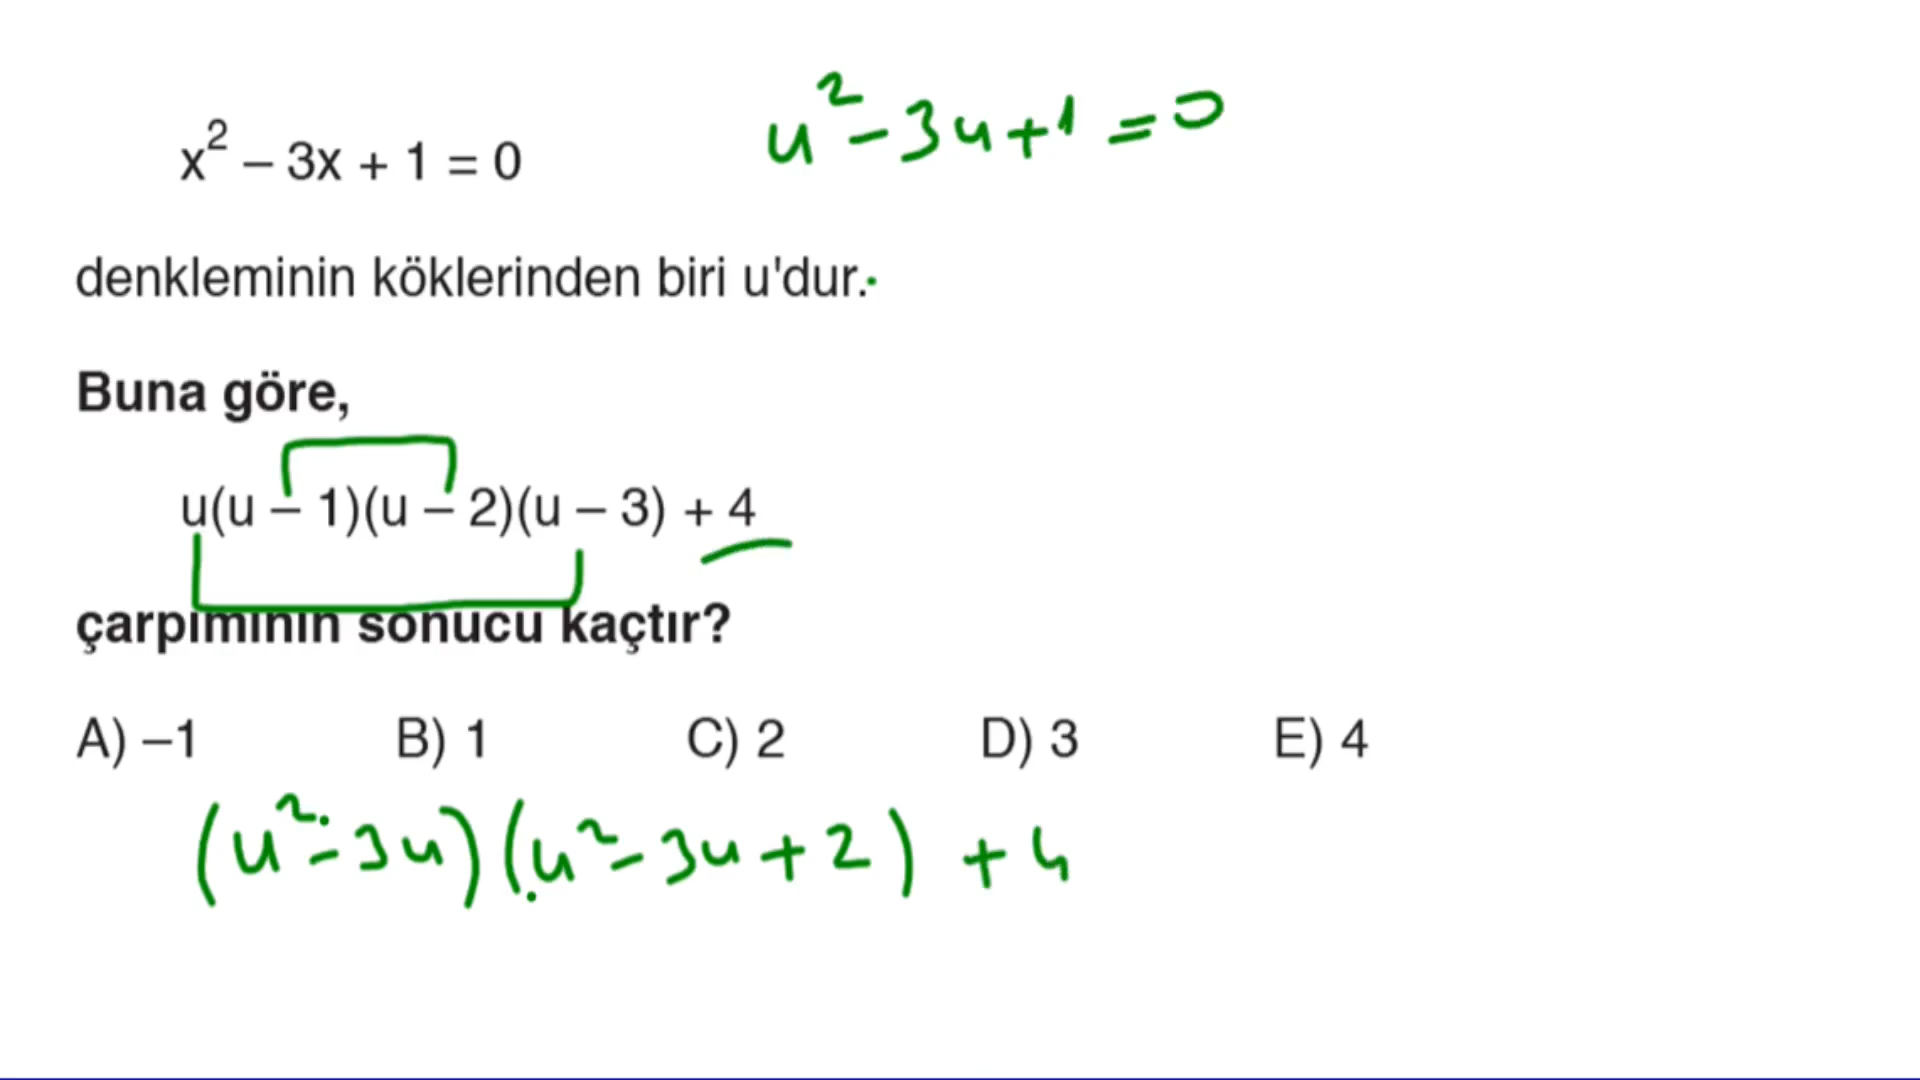 x² – 3x + 1 = 0
u² - 3u + 1 = 0
denkleminin köklerinden biri u'dur.
Buna göre,
u(u – 1)(u – 2)(u – 3) + 4
çarpımının sonucu kaçtır?
A) –1 B) 1 C) 2 D) 3 E) 4
(u² - 3u)(u² - 3u + 2) + 4